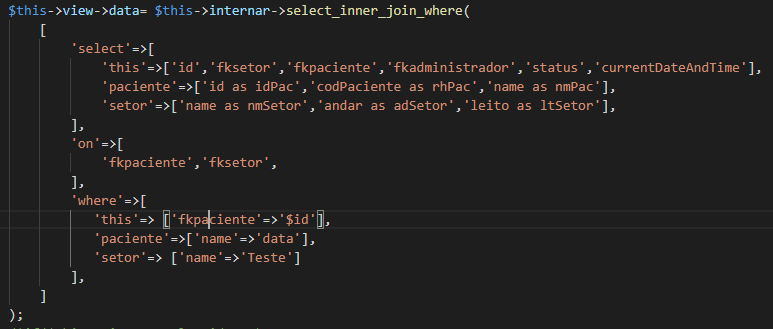 $this->view->data= $this->internar->select_inner_join_where(
[
'select'=>[
'this'=>['id','fksetor','fkpaciente','fkadministrador','status','currentDateAndTime'],
'paciente'=>['id as idPac','codPaciente as rhPac','name as nmPac'],
'setor'=>['name as nmSetor','andar as adSetor','leito as ltSetor'],
],
'on'=>[
'fkpaciente','fksetor',
],
'where'=>[
'this'=> ['fkpaciente'=>'$id'],
'paciente'=>['name'=>'data'],
'setor'=> ['name'=>'Teste']
],
]
);